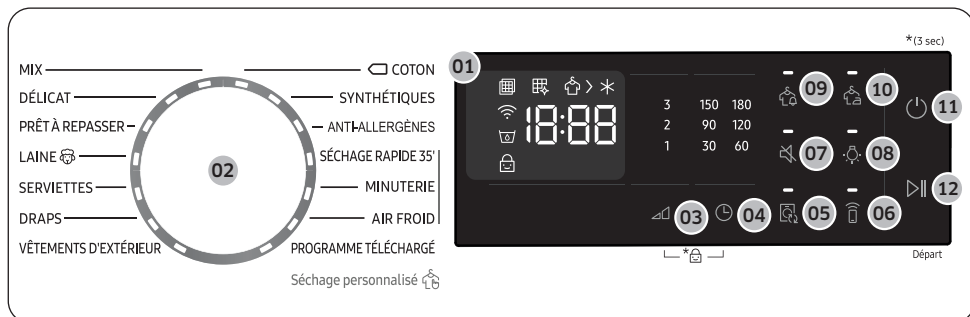 *(3 sec)
MIX
DÉLICAT
PRÊT À REPASSER
LAINE
SERVIETTES
DRAPS
VÊTEMENTS D'EXTÉRIEUR
02
COTON
SYNTHÉTIQUES
ANTI-ALLERGÈNES
SÉCHAGE RAPIDE 35'
MINUTERIE
AIR FROID
PROGRAMME TÉLÉCHARGÉ
Séchage personnalisé
01
18:88
3 150 180
2 90 120
1 30 60
09 10
11
07 08
12
03 04 05 06
*
Départ